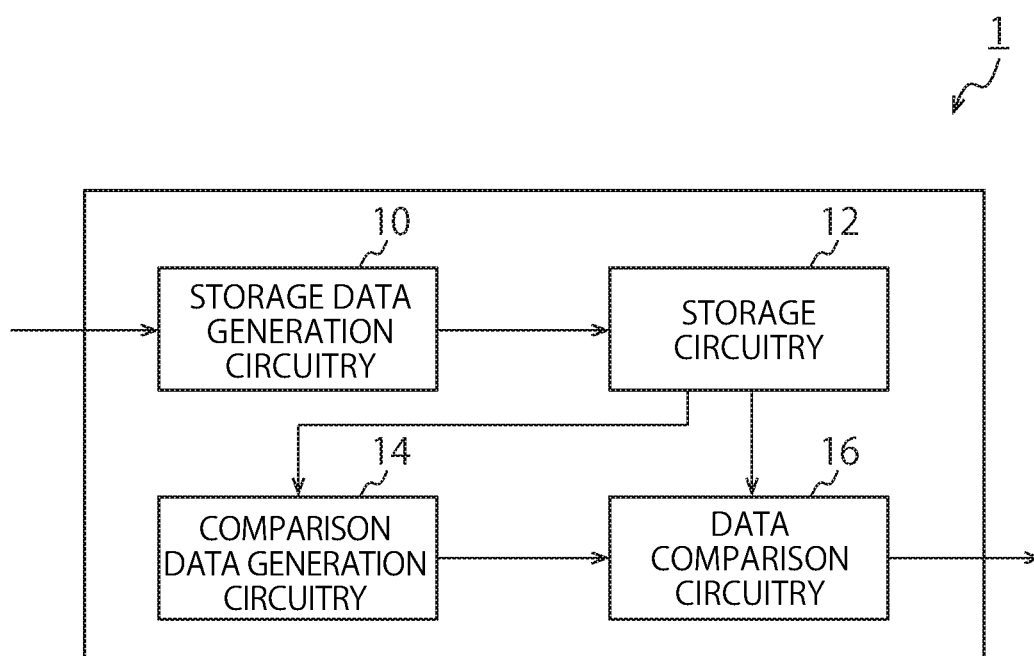 1
10
12
STORAGE DATA
GENERATION
CIRCUITRY
STORAGE
CIRCUITRY
14
16
COMPARISON
DATA GENERATION
CIRCUITRY
DATA
COMPARISON
CIRCUITRY